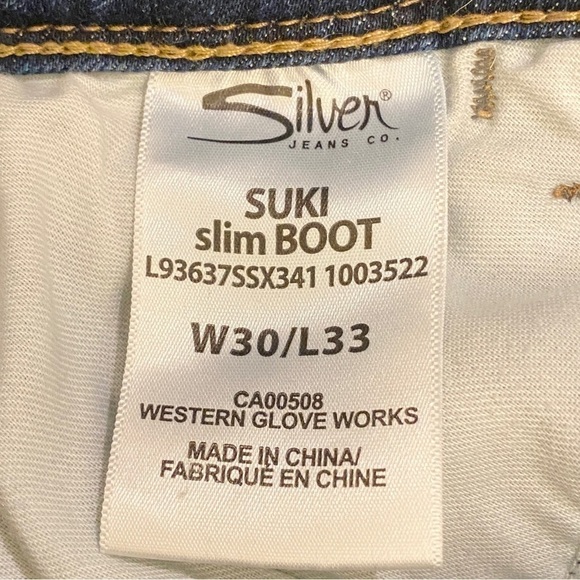 Silver®
JEANS CO.
SUKI
slim BOOT
L93637SSX341 1003522
W30/L33
CA00508
WESTERN GLOVE WORKS
MADE IN CHINA/
FABRIQUÉ EN CHINE